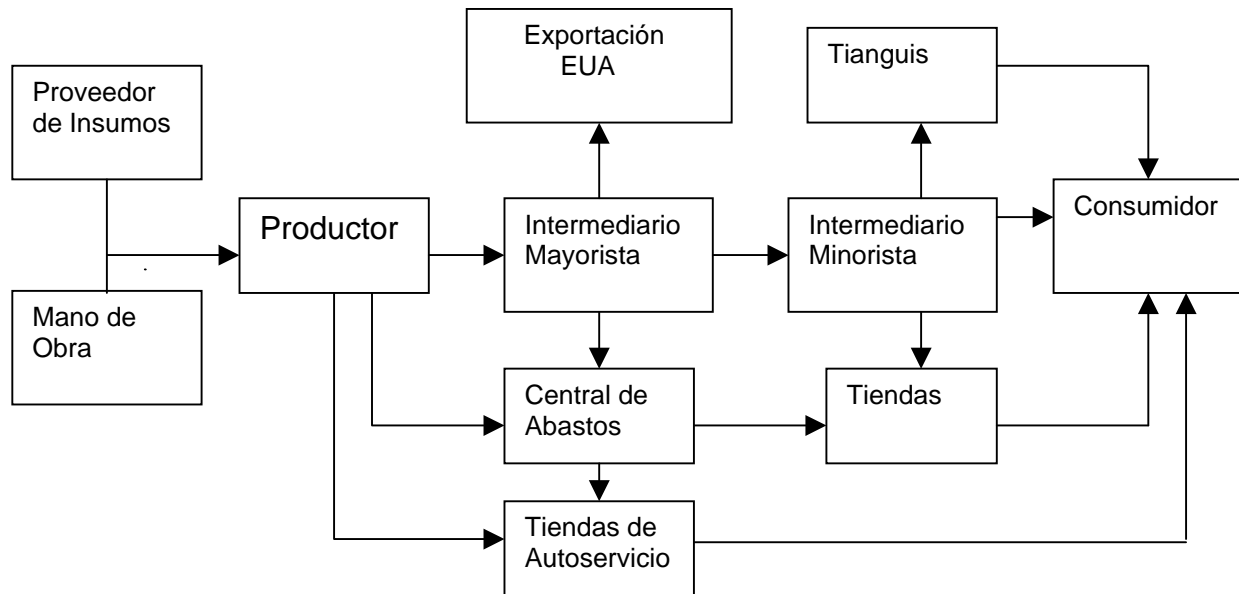 Exportación
EUA
Tianguis
Proveedor
de Insumos
Productor
Intermediario
Mayorista
Intermediario
Minorista
Consumidor
Mano de
Obra
Central de
Abastos
Tiendas
Tiendas de
Autoservicio